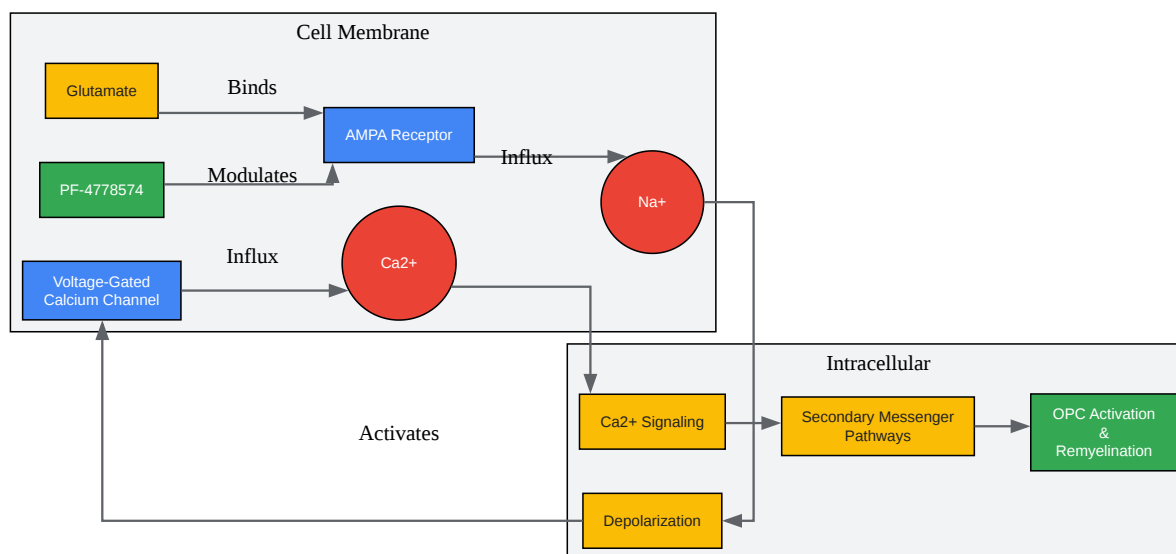 Cell Membrane
Glutamate
Binds
AMPA Receptor
Influx
PF-4778574
Modulates
Na+
Voltage-Gated
Calcium Channel
Influx
Ca2+
Intracellular
Ca2+ Signaling
Secondary Messenger
Pathways
OPC Activation
&
Remyelination
Activates
Depolarization